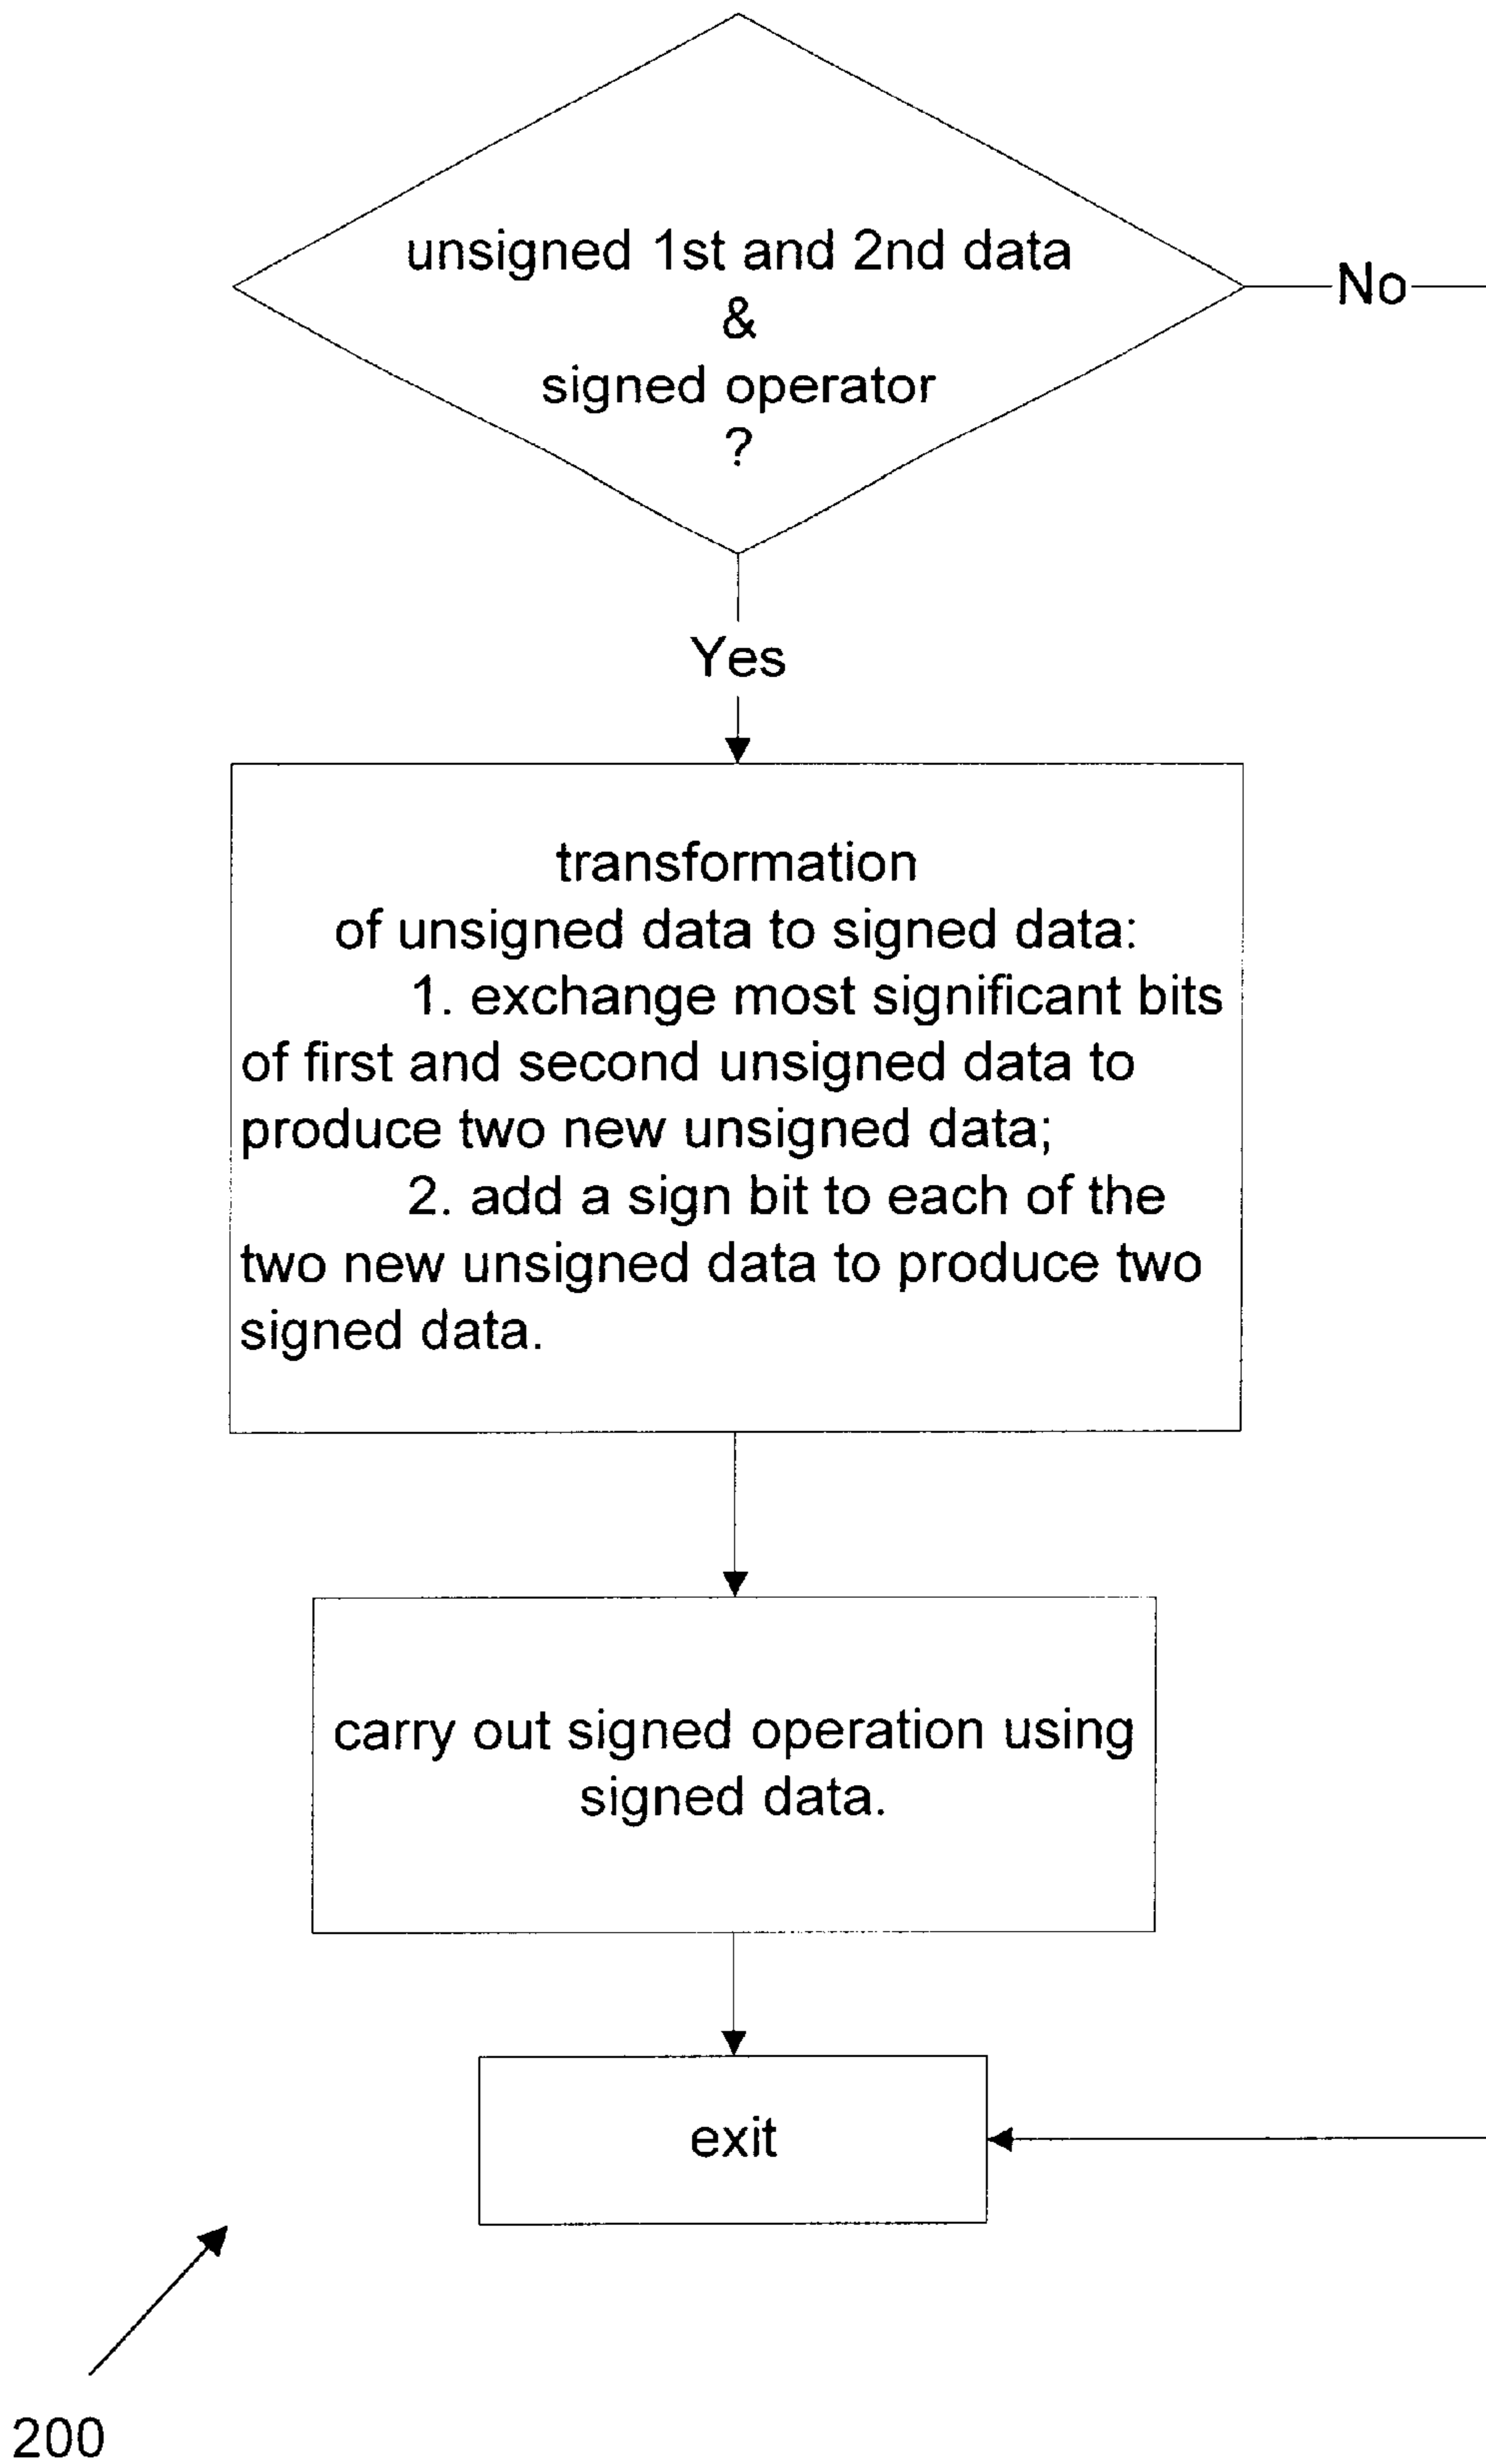 unsigned 1st and 2nd data
&
signed operator
?
No
Yes
transformation
of unsigned data to signed data:
1. exchange most significant bits
of first and second unsigned data to
produce two new unsigned data;
2. add a sign bit to each of the
two new unsigned data to produce two
signed data.
carry out signed operation using
signed data.
exit
200